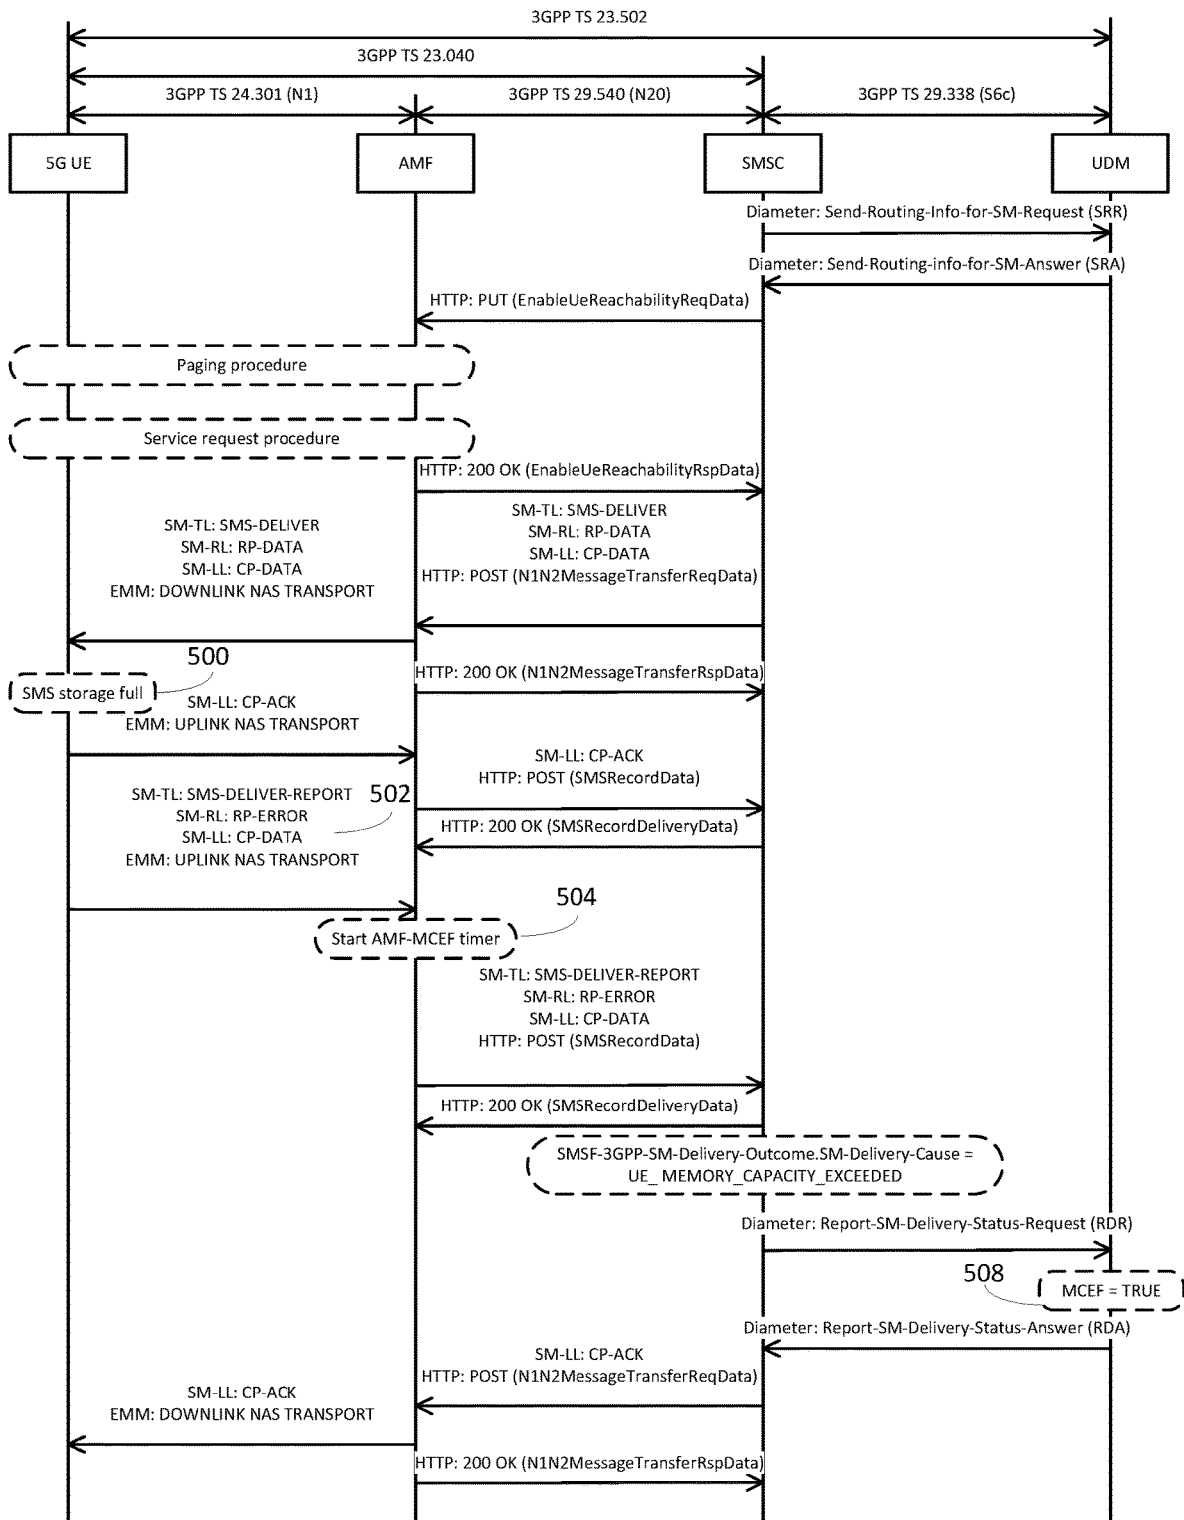 3GPP TS 23.502
3GPP TS 23.040
3GPP TS 24.301 (N1)
3GPP TS 29.540 (N20)
3GPP TS 29.338 (S6c)
5G UE
AMF
SMSC
UDM
Diameter: Send-Routing-Info-for-SM-Request (SRR)
Diameter: Send-Routing-info-for-SM-Answer (SRA)
HTTP: PUT (EnableUeReachabilityReqData)
Paging procedure
Service request procedure
HTTP: 200 OK (EnableUeReachabilityRspData)
SM-TL: SMS-DELIVER
SM-RL: RP-DATA
SM-LL: CP-DATA
HTTP: POST (N1N2MessageTransferReqData)
SM-TL: SMS-DELIVER
SM-RL: RP-DATA
SM-LL: CP-DATA
EMM: DOWNLINK NAS TRANSPORT
500
SMS storage full
HTTP: 200 OK (N1N2MessageTransferRspData)
SM-LL: CP-ACK
EMM: UPLINK NAS TRANSPORT
SM-LL: CP-ACK
HTTP: POST (SMSRecordData)
SM-TL: SMS-DELIVER-REPORT
SM-RL: RP-ERROR
SM-LL: CP-DATA
EMM: UPLINK NAS TRANSPORT
502
HTTP: 200 OK (SMSRecordDeliveryData)
504
Start AMF-MCEF timer
SM-TL: SMS-DELIVER-REPORT
SM-RL: RP-ERROR
SM-LL: CP-DATA
HTTP: POST (SMSRecordData)
HTTP: 200 OK (SMSRecordDeliveryData)
SMSF-3GPP-SM-Delivery-Outcome.SM-Delivery-Cause =
UE_ MEMORY_CAPACITY_EXCEEDED
Diameter: Report-SM-Delivery-Status-Request (RDR)
508
MCEF = TRUE
Diameter: Report-SM-Delivery-Status-Answer (RDA)
SM-LL: CP-ACK
HTTP: POST (N1N2MessageTransferReqData)
SM-LL: CP-ACK
EMM: DOWNLINK NAS TRANSPORT
HTTP: 200 OK (N1N2MessageTransferRspData)